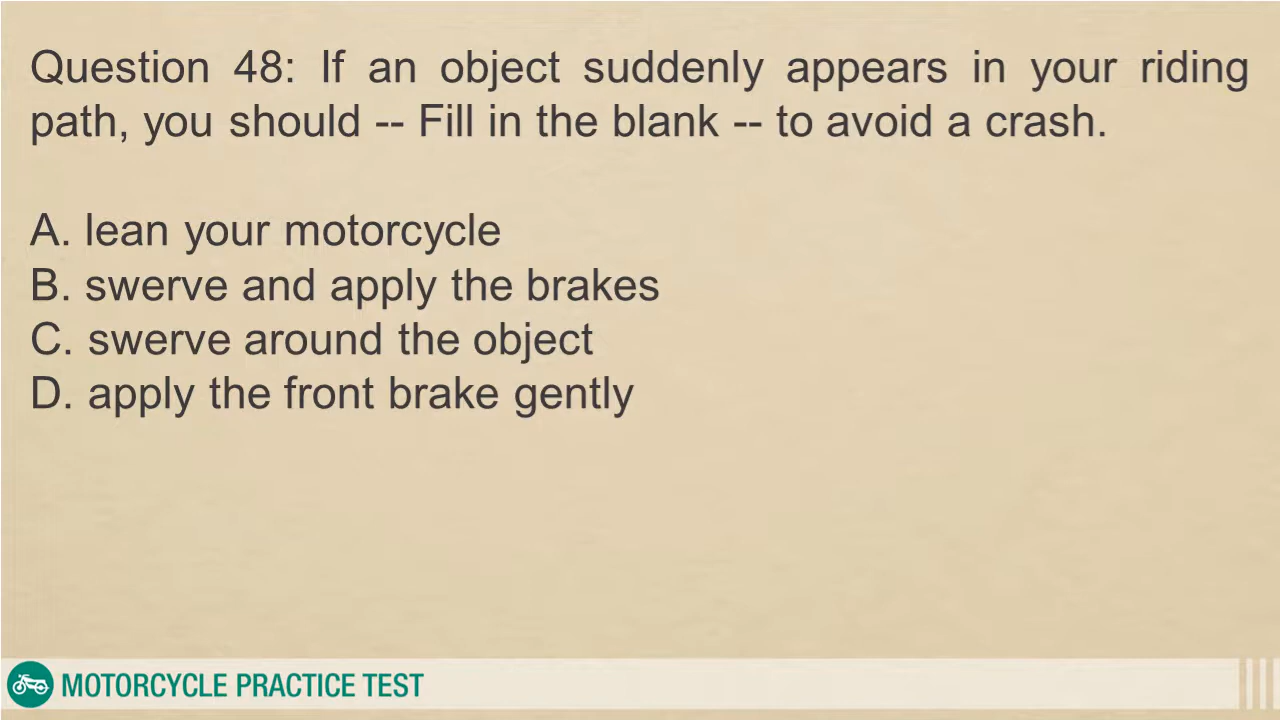 Question 48: If an object suddenly appears in your riding
path, you should -- Fill in the blank -- to avoid a crash.
A. lean your motorcycle
B. swerve and apply the brakes
C. swerve around the object
D. apply the front brake gently
MOTORCYCLE PRACTICE TEST